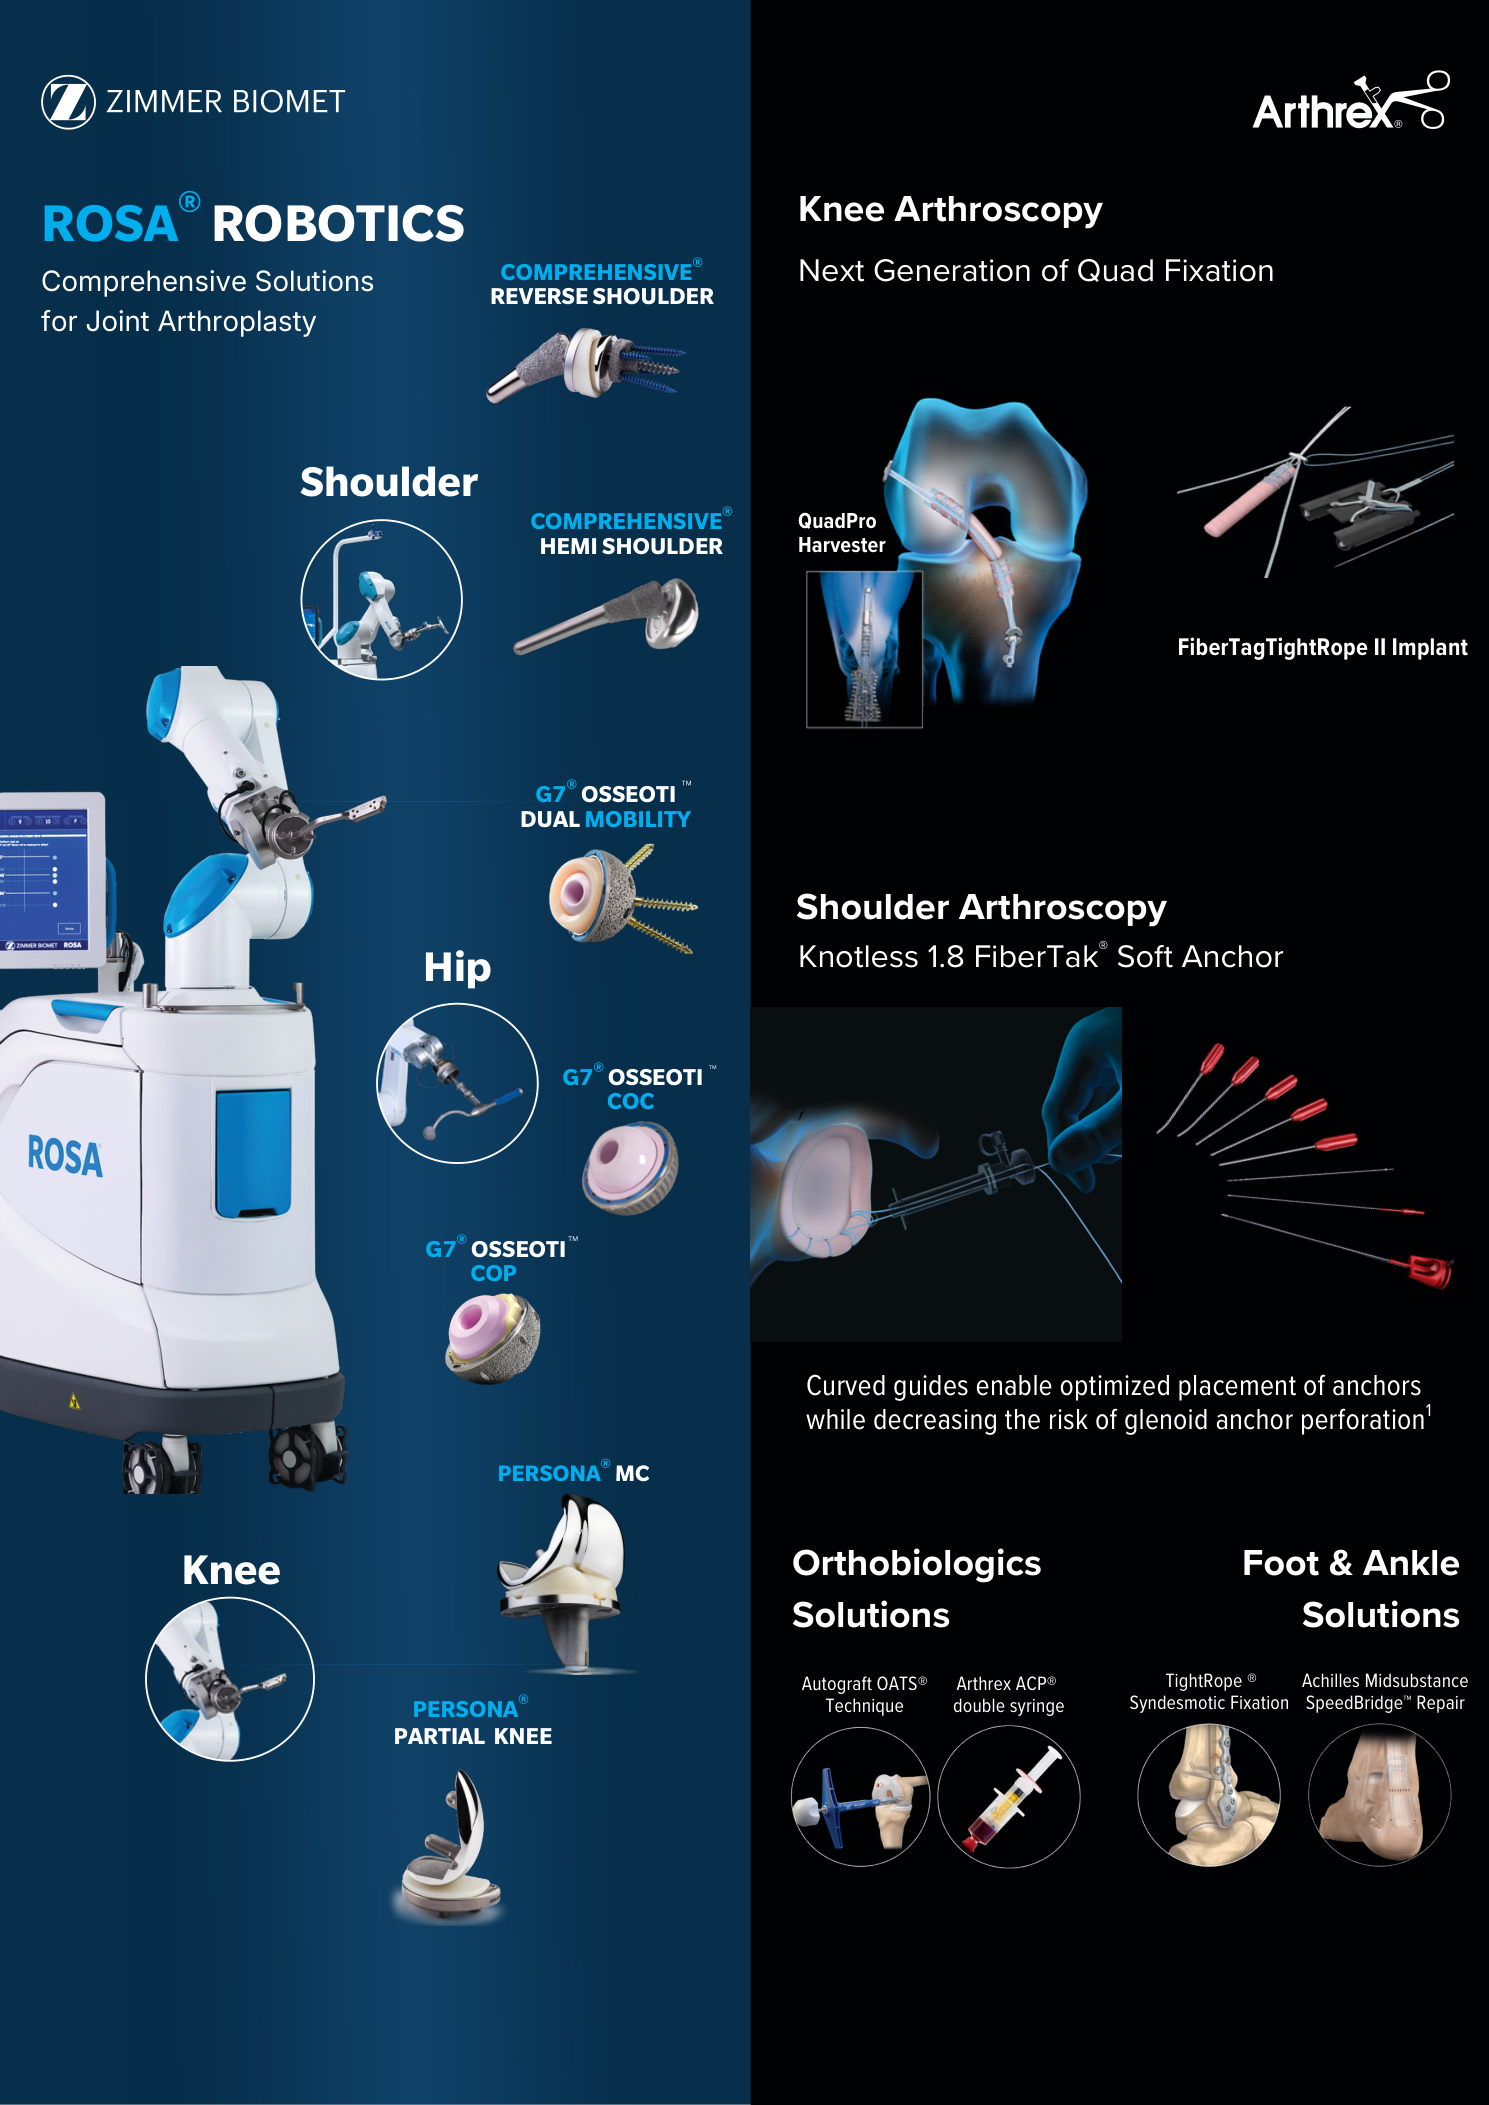 ZIMMER BIOMET
ROSA® ROBOTICS
Comprehensive Solutions
for Joint Arthroplasty
COMPREHENSIVE®
REVERSE SHOULDER
Shoulder
COMPREHENSIVE®
HEMI SHOULDER
G7® OSSEOTI™
DUAL MOBILITY
Hip
G7® OSSEOTI™
COC
G7® OSSEOTI™
COP
ZIMMER BIOMET ROSA
ROSA
PERSONA® MC
Knee
PERSONA®
PARTIAL KNEE
Arthrex®
Knee Arthroscopy
Next Generation of Quad Fixation
QuadPro
Harvester
FiberTagTightRope II Implant
Shoulder Arthroscopy
Knotless 1.8 FiberTak® Soft Anchor
Curved guides enable optimized placement of anchors
while decreasing the risk of glenoid anchor perforation¹
Orthobiologics
Solutions
Autograft OATS®
Technique
Arthrex ACP®
double syringe
Foot & Ankle
Solutions
TightRope ®
Syndesmotic Fixation
Achilles Midsubstance
SpeedBridge™ Repair